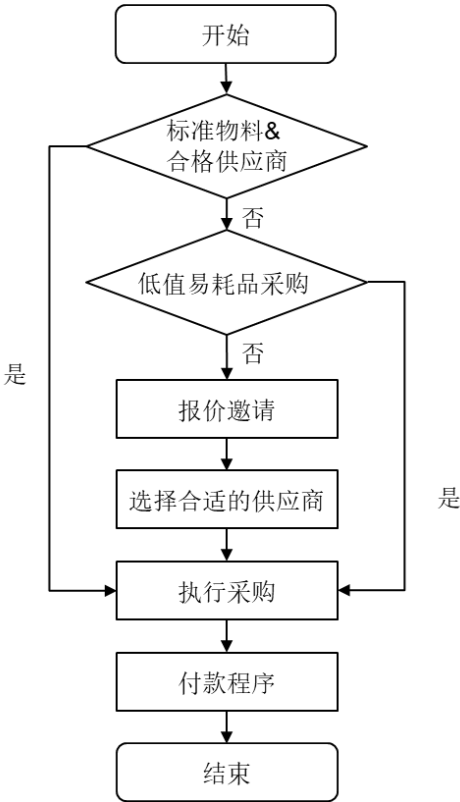 开始
标准物料&
合格供应商
否
低值易耗品采购
否
是
报价邀请
选择合适的供应商
是
执行采购
付款程序
结束